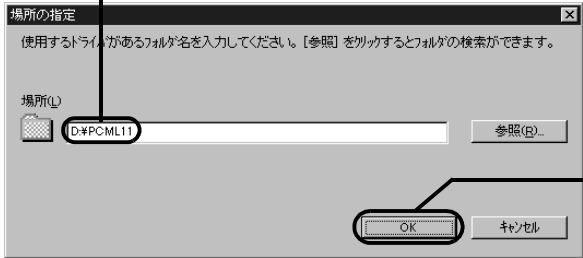 場所の指定
使用するドライバがあるフォルダ名を入力してください。［参照］をクリックするとフォルダの検索ができます。
場所(L)
D:¥PCML11
参照(R)...
OK
キャンセル